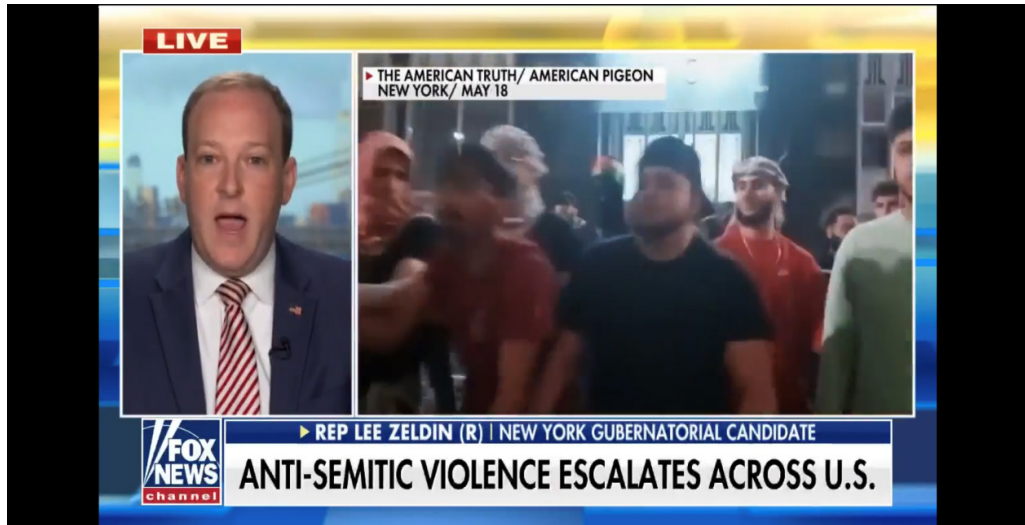 LIVE
THE AMERICAN TRUTH/ AMERICAN PIGEON
NEW YORK/ MAY 18
REP LEE ZELDIN (R) | NEW YORK GUBERNATORIAL CANDIDATE
FOX
NEWS
channel
ANTI-SEMITIC VIOLENCE ESCALATES ACROSS U.S.